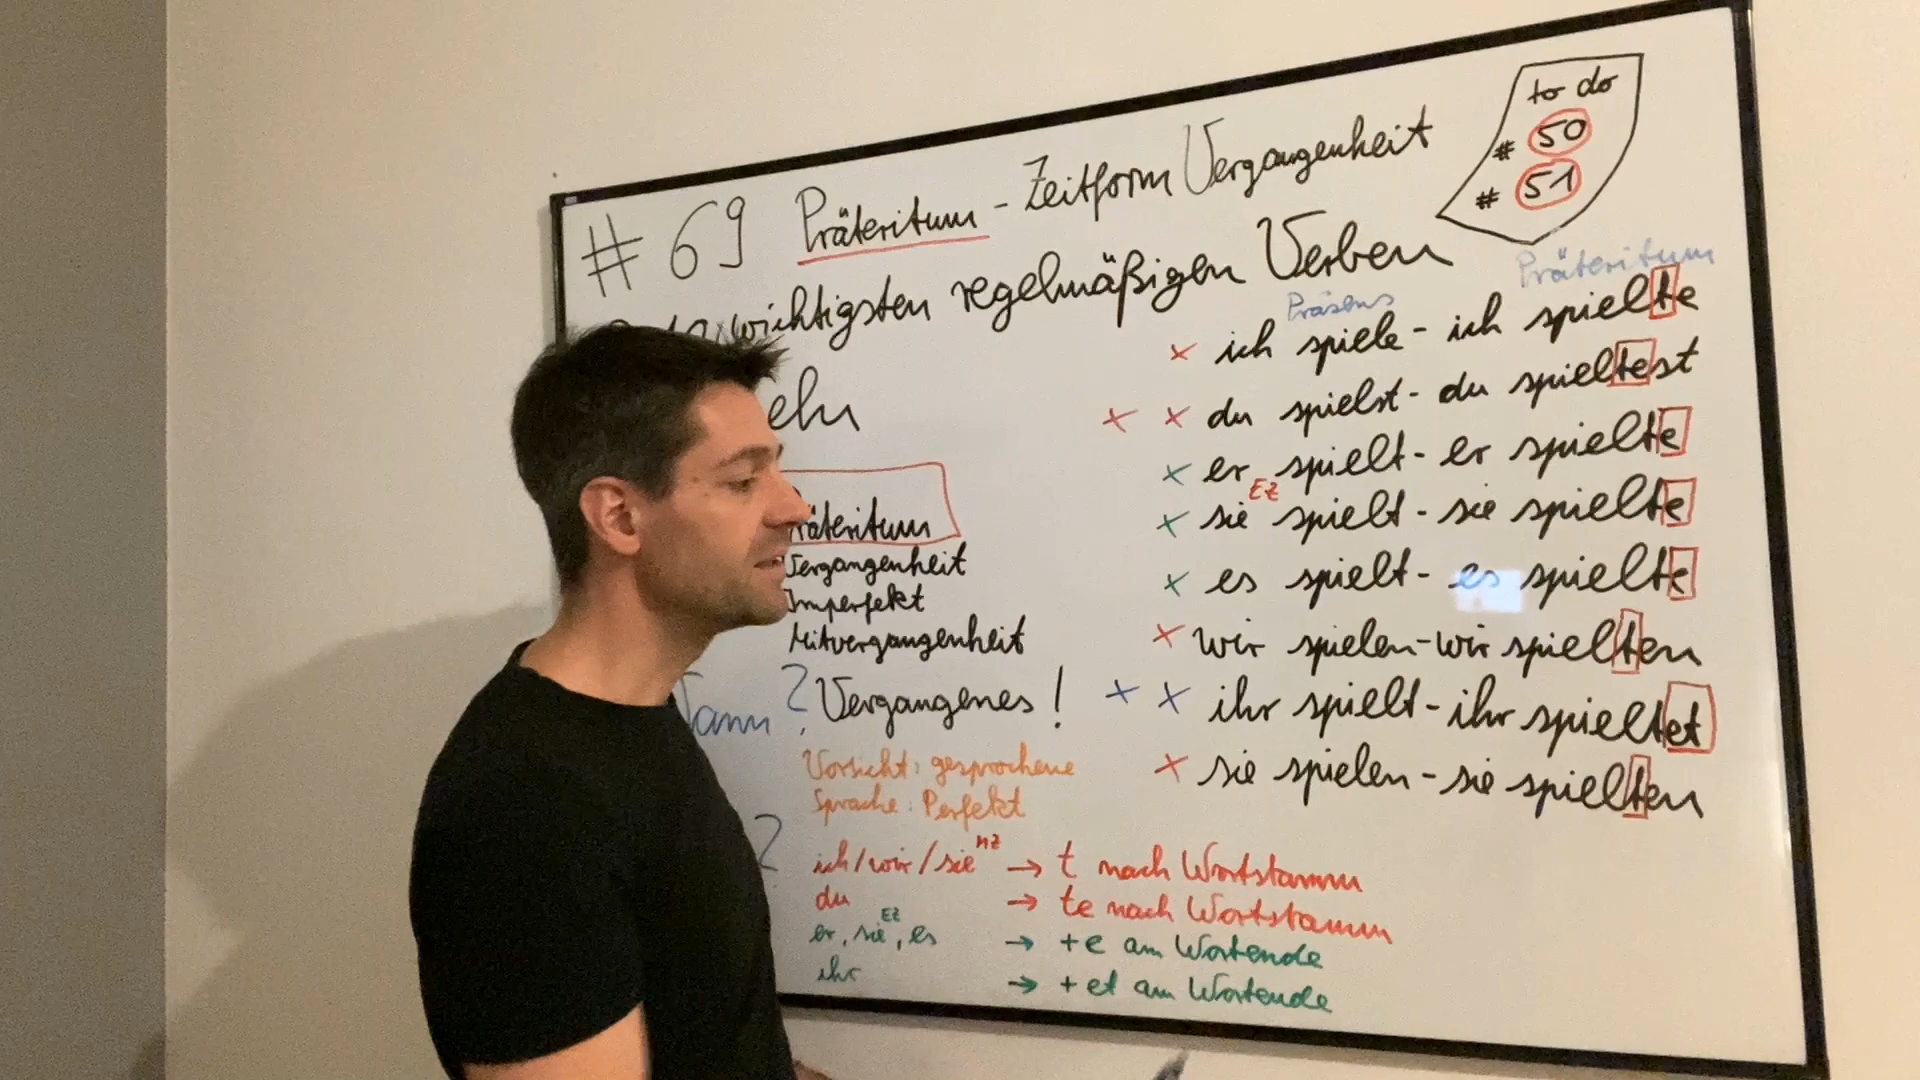 # 69 Präteritum - Zeitform Vergangenheit
wichtigsten regelmäßigen Verben
eln
to do
# 50
# 51
Präsens Präteritum
x ich spiele - ich spielte
x x du spielst - du spieltest
x er spielt - er spielte
x sie EZ spielt - sie spielte
x es spielt - es spielte
x wir spielen - wir spielten
x x ihr spielt - ihr spieltet
x sie spielen - sie spielten
räteritum
Vergangenheit
Imperfekt
Mitvergangenheit
? Vergangenes!
Vorsicht: gesprochene
Sprache: Perfekt
?
ich/wir/sie MZ → t nach Wortstamm
du → te nach Wortstamm
er, sie EZ, es → +e am Wortende
ihr → +et am Wortende